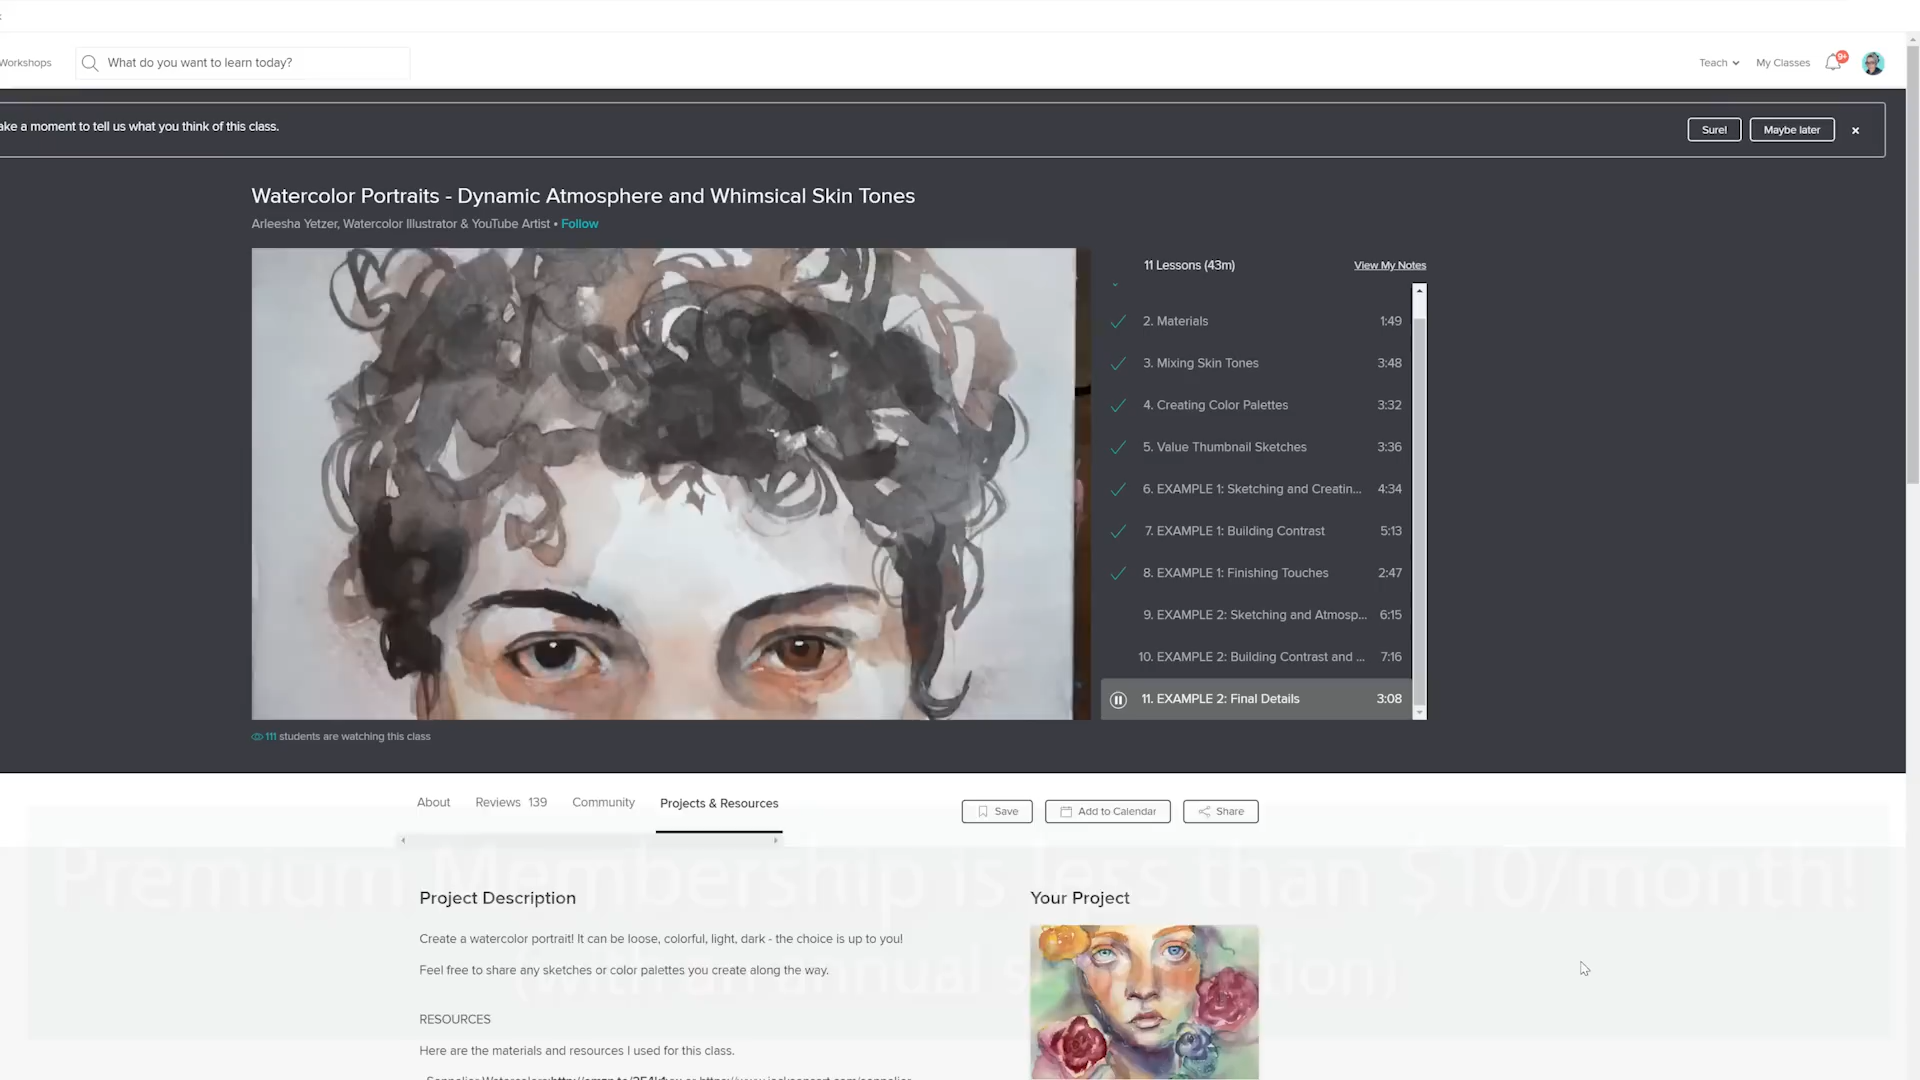 Workshops
What do you want to learn today?
Teach
My Classes
9+
ake a moment to tell us what you think of this class.
Sure!
Maybe later
Watercolor Portraits - Dynamic Atmosphere and Whimsical Skin Tones
Arleesha Yetzer, Watercolor Illustrator & YouTube Artist • Follow
11 Lessons (43m)
View My Notes
2. Materials 1:49
3. Mixing Skin Tones 3:48
4. Creating Color Palettes 3:32
5. Value Thumbnail Sketches 3:36
6. EXAMPLE 1: Sketching and Creatin... 4:34
7. EXAMPLE 1: Building Contrast 5:13
8. EXAMPLE 1: Finishing Touches 2:47
9. EXAMPLE 2: Sketching and Atmosp... 6:15
10. EXAMPLE 2: Building Contrast and ... 7:16
11. EXAMPLE 2: Final Details 3:08
111 students are watching this class
About
Reviews 139
Community
Projects & Resources
Save
Add to Calendar
Share
Premium Membership is less than $10/month!
Project Description
Your Project
Create a watercolor portrait! It can be loose, colorful, light, dark - the choice is up to you!
Feel free to share any sketches or color palettes you create along the way.
(with an annual
RESOURCES
Here are the materials and resources I used for this class.